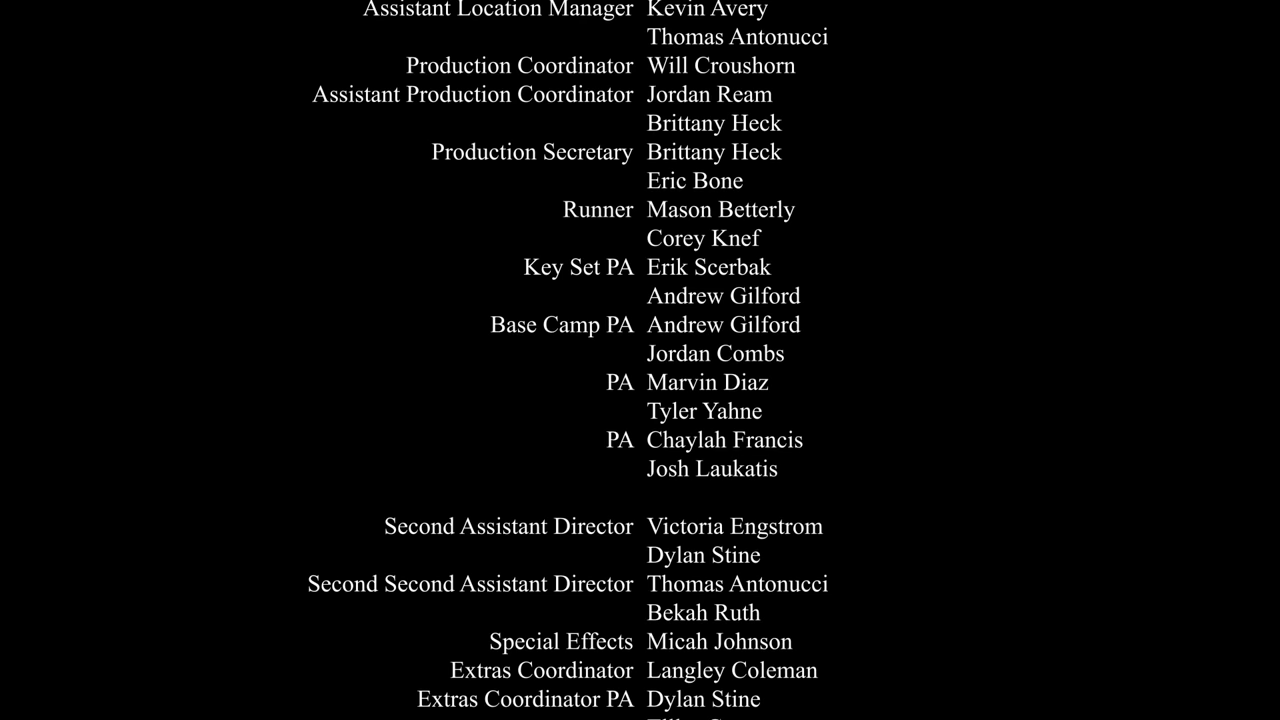 Assistant Location Manager Kevin Avery
Thomas Antonucci
Production Coordinator Will Croushorn
Assistant Production Coordinator Jordan Ream
Brittany Heck
Production Secretary Brittany Heck
Eric Bone
Runner Mason Betterly
Corey Knef
Key Set PA Erik Scerbak
Andrew Gilford
Base Camp PA Andrew Gilford
Jordan Combs
PA Marvin Diaz
Tyler Yahne
PA Chaylah Francis
Josh Laukatis
Second Assistant Director Victoria Engstrom
Dylan Stine
Second Second Assistant Director Thomas Antonucci
Bekah Ruth
Special Effects Micah Johnson
Extras Coordinator Langley Coleman
Extras Coordinator PA Dylan Stine